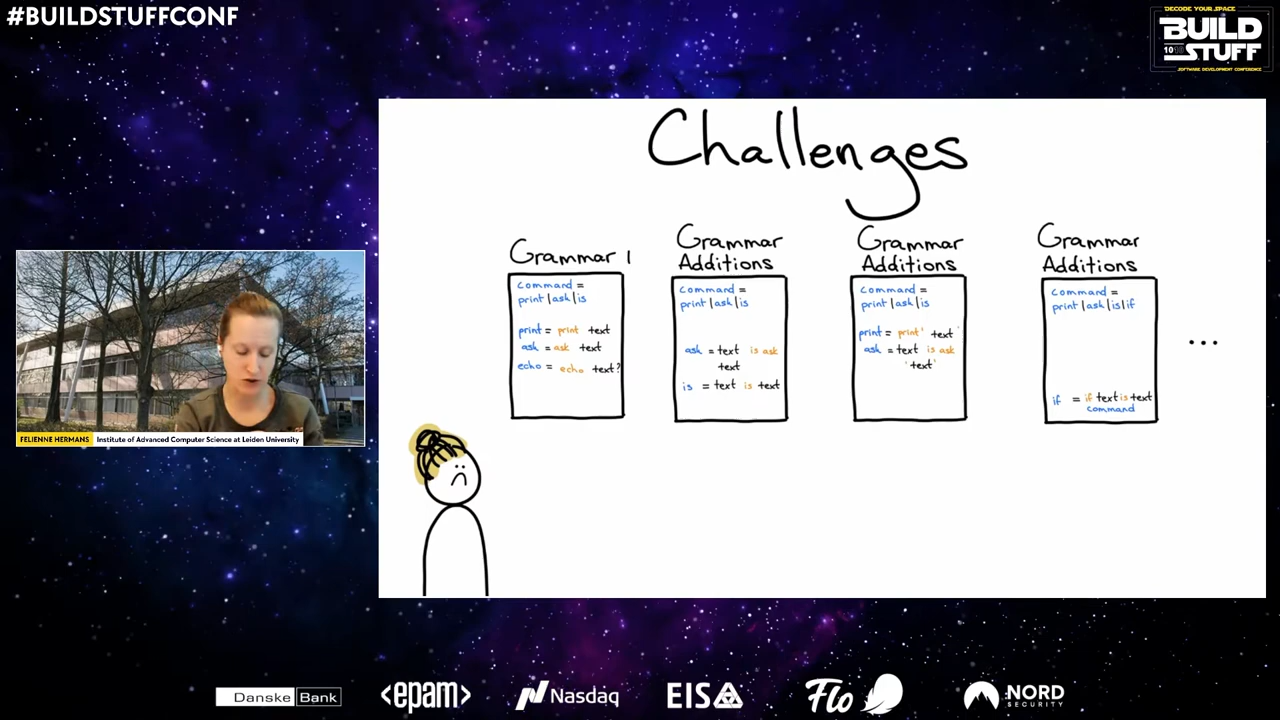 #BUILDSTUFFCONF
DECODE YOUR SPACE
BUILD
STUFF
SOFTWARE DEVELOPMENT CONFERENCE
Challenges
Grammar 1
command =
print | ask | is
print = print text
ask = ask text
echo = echo text?
Grammar
Additions
command =
print | ask | is
ask = text is ask
text
is = text is text
Grammar
Additions
command =
print | ask | is
print = print ' text '
ask = text is ask
' text '
Grammar
Additions
command =
print | ask | is | if
if = if text is text
command
...
FELIENNE HERMANS Institute of Advanced Computer Science at Leiden University
Danske Bank
<epam>
Nasdaq
EIS
Flo
NORD
SECURITY